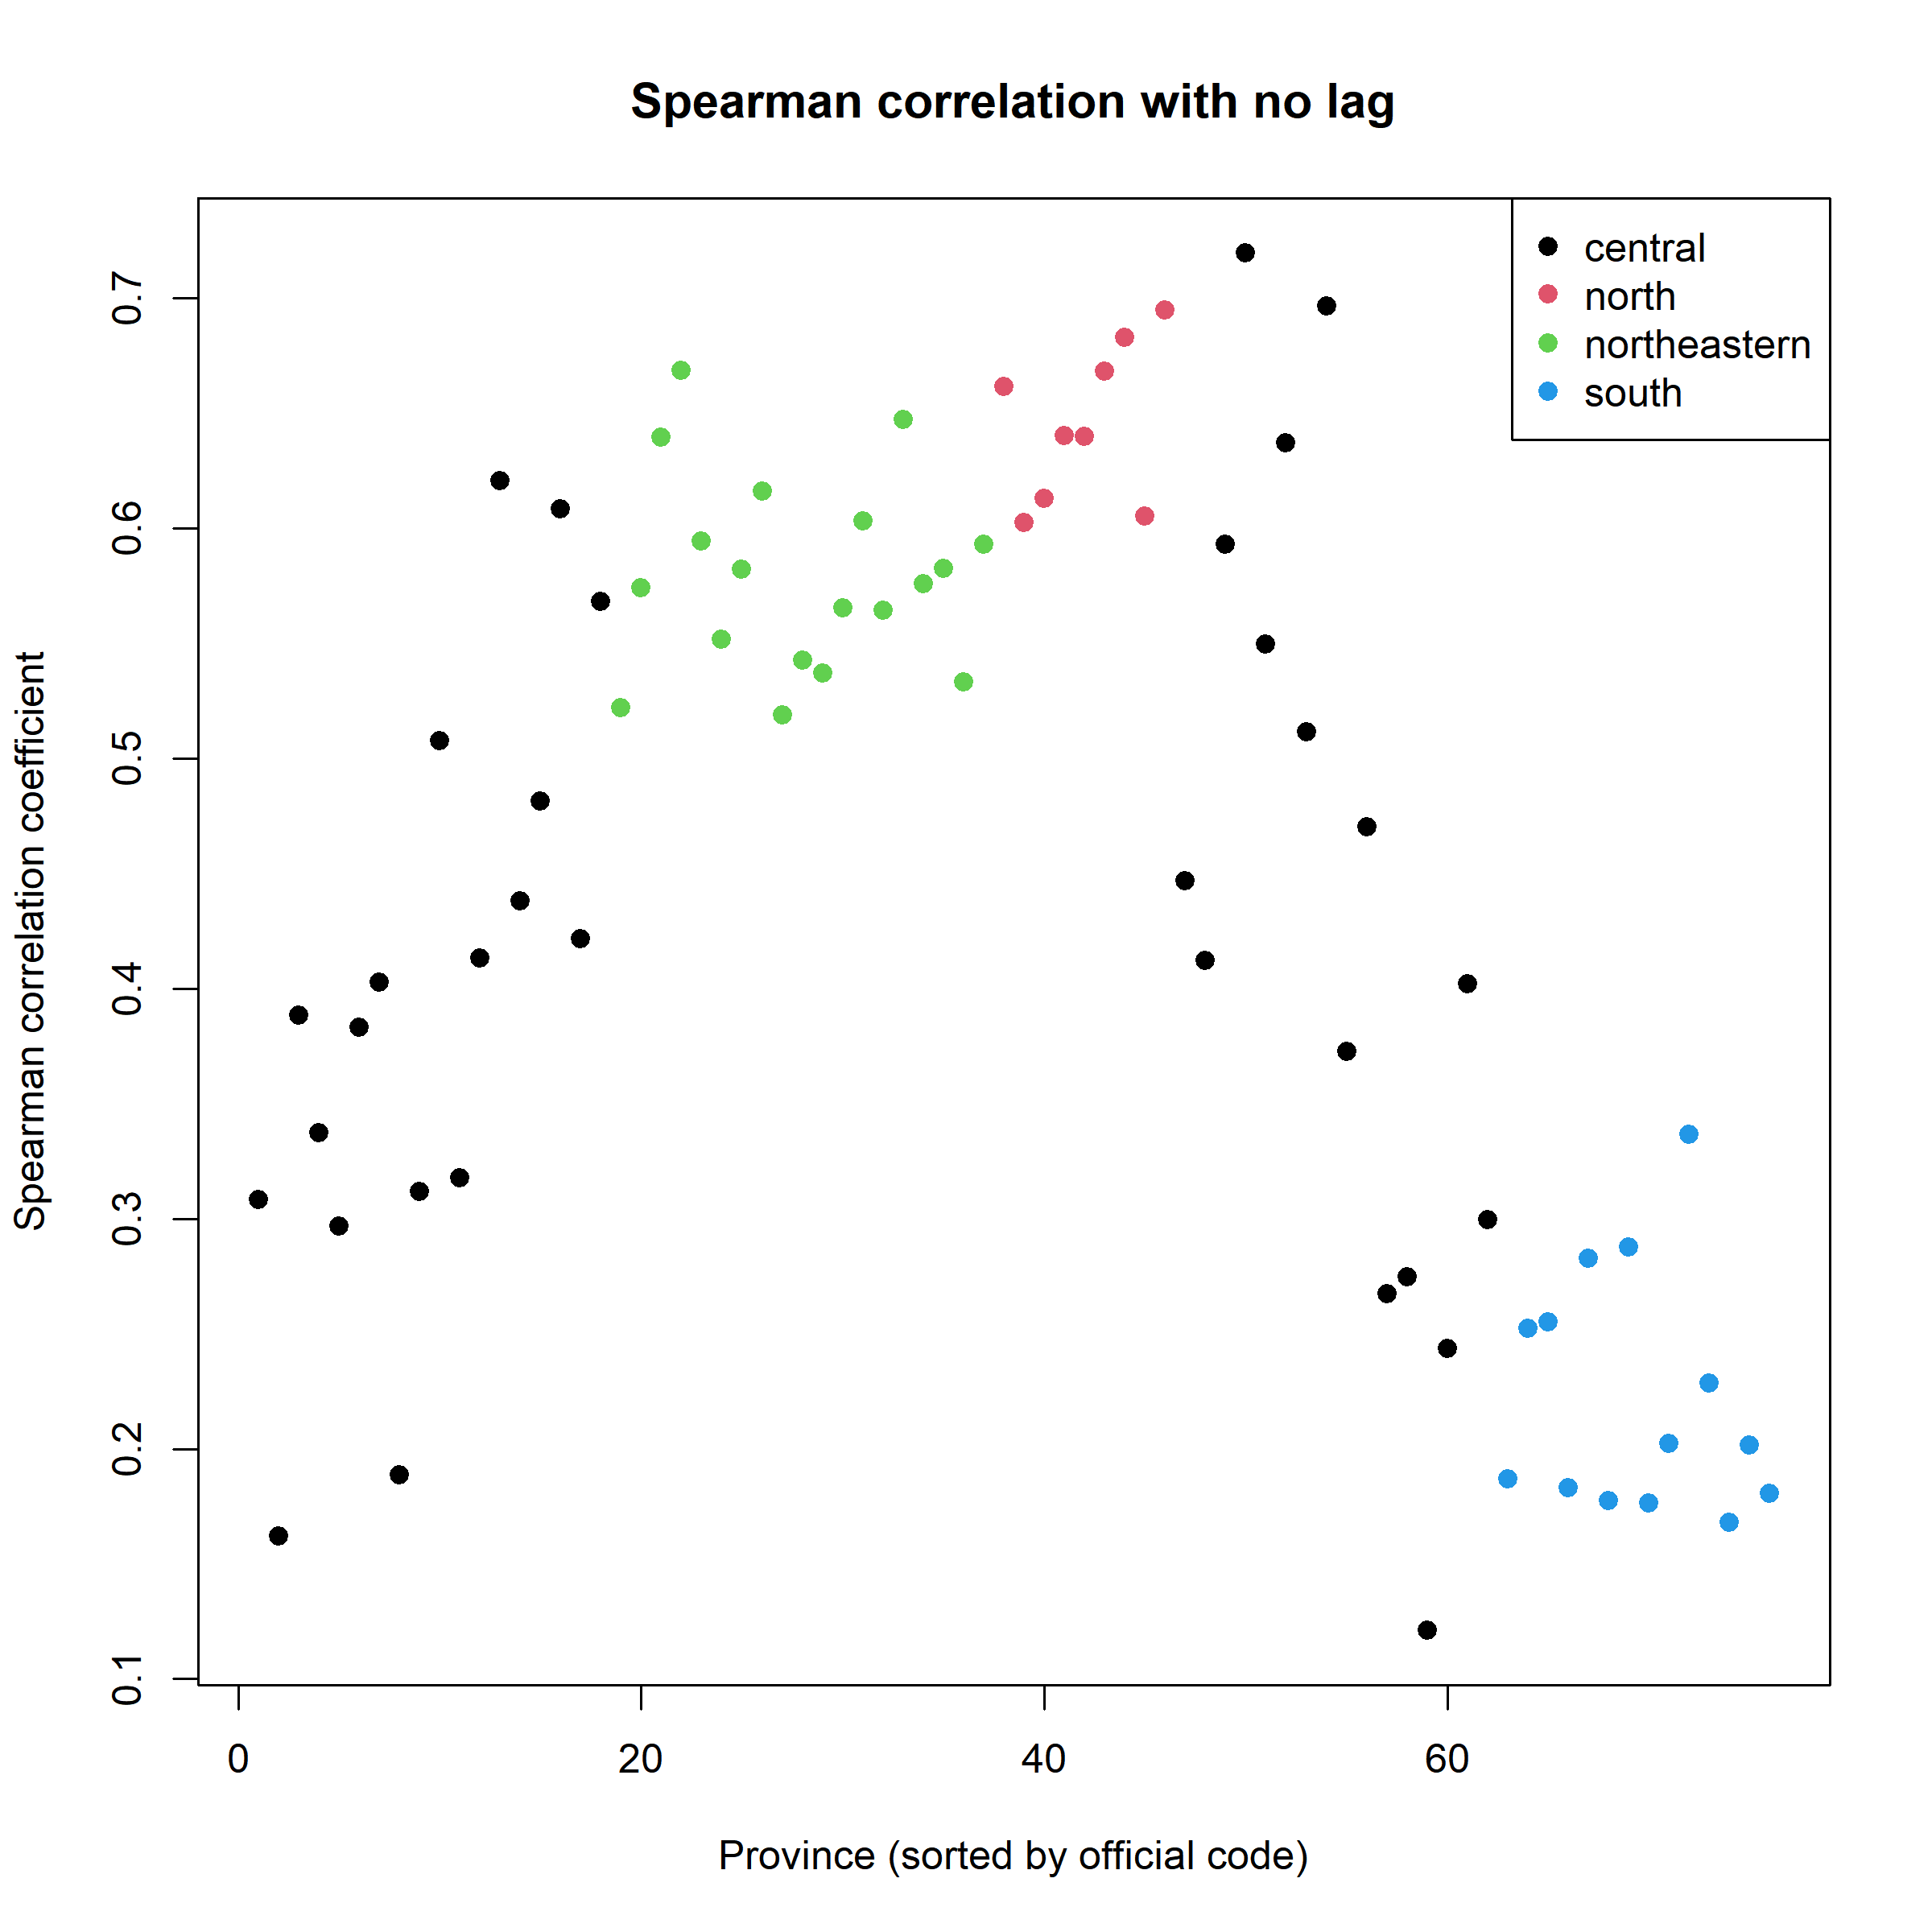 Spearman correlation with no lag
central
north
northeastern
south
Spearman correlation coefficient
0.7
0.6
0.5
0.4
0.3
0.2
0.1
0 20 40 60
Province (sorted by official code)